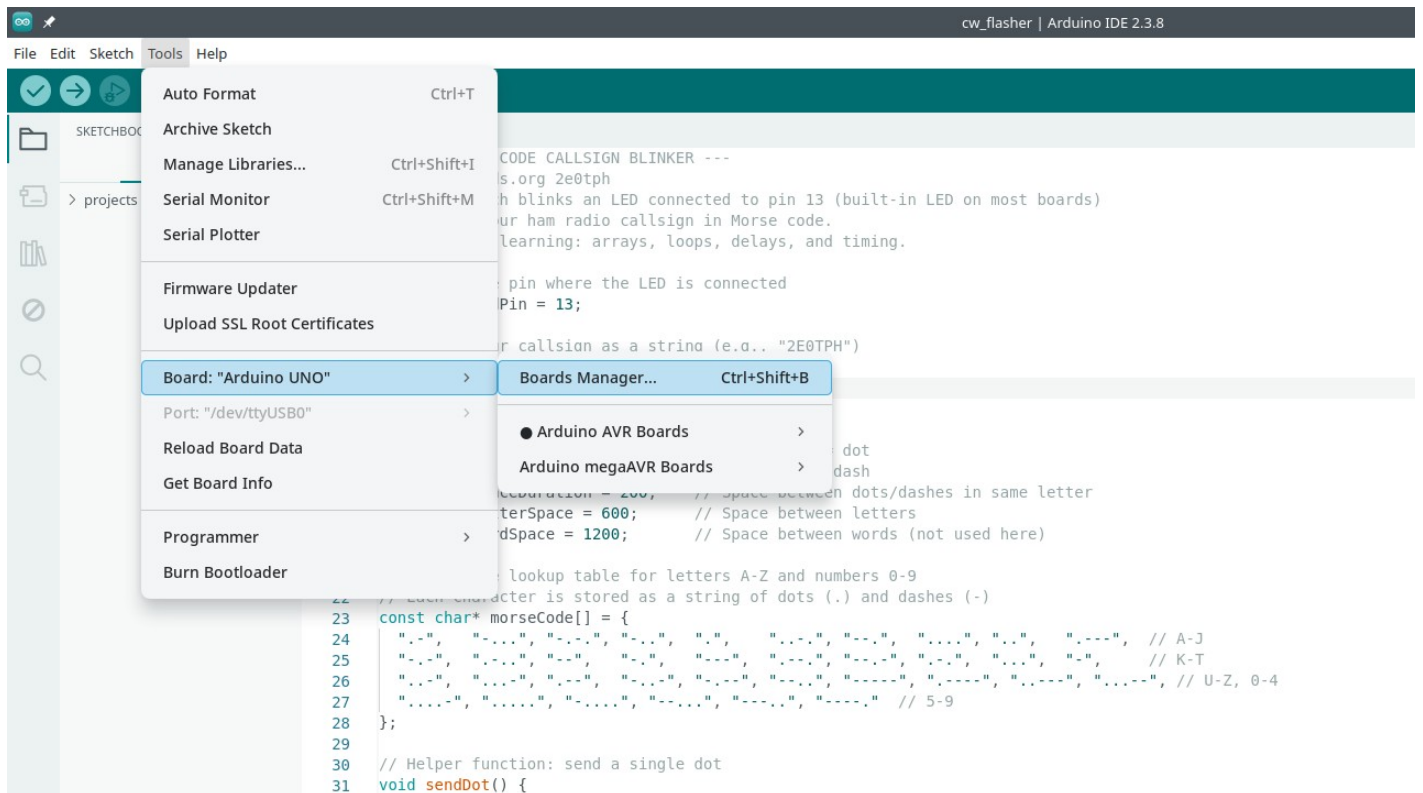 cw_flasher | Arduino IDE 2.3.8
File Edit Sketch Tools Help
SKETCHBOO
projects
Auto Format Ctrl+T
Archive Sketch
Manage Libraries... Ctrl+Shift+I
Serial Monitor Ctrl+Shift+M
Serial Plotter
Firmware Updater
Upload SSL Root Certificates
Board: "Arduino UNO"
Port: "/dev/ttyUSB0"
Reload Board Data
Get Board Info
Programmer
Burn Bootloader
Boards Manager... Ctrl+Shift+B
Arduino AVR Boards
Arduino megaAVR Boards
CODE CALLSIGN BLINKER ---
s.org 2e0tph
h blinks an LED connected to pin 13 (built-in LED on most boards)
ur ham radio callsign in Morse code.
learning: arrays, loops, delays, and timing.
pin where the LED is connected
Pin = 13;
r callsign as a string (e.g., "2E0TPH")
dot
dash
ceDuration = 200; // Space between dots/dashes in same letter
terSpace = 600; // Space between letters
dSpace = 1200; // Space between words (not used here)
lookup table for letters A-Z and numbers 0-9
22 // Each character is stored as a string of dots (.) and dashes (-)
23 const char* morseCode[] = {
24 ".-", "-...", "-.-.", "-..", ".", "..-.", "--.", "....", "..", ".---", // A-J
25 "-.-", ".-..", "--", "-.", "---", ".--.", "--.-", ".-.", "...", "-", // K-T
26 "..-", "...-", ".--", "-..-", "-.--", "--..", "-----", ".----", "..---", "...--", // U-Z, 0-4
27 "....-", ".....", "-....", "--...", "---..", "----." // 5-9
28 };
29
30 // Helper function: send a single dot
31 void sendDot() {